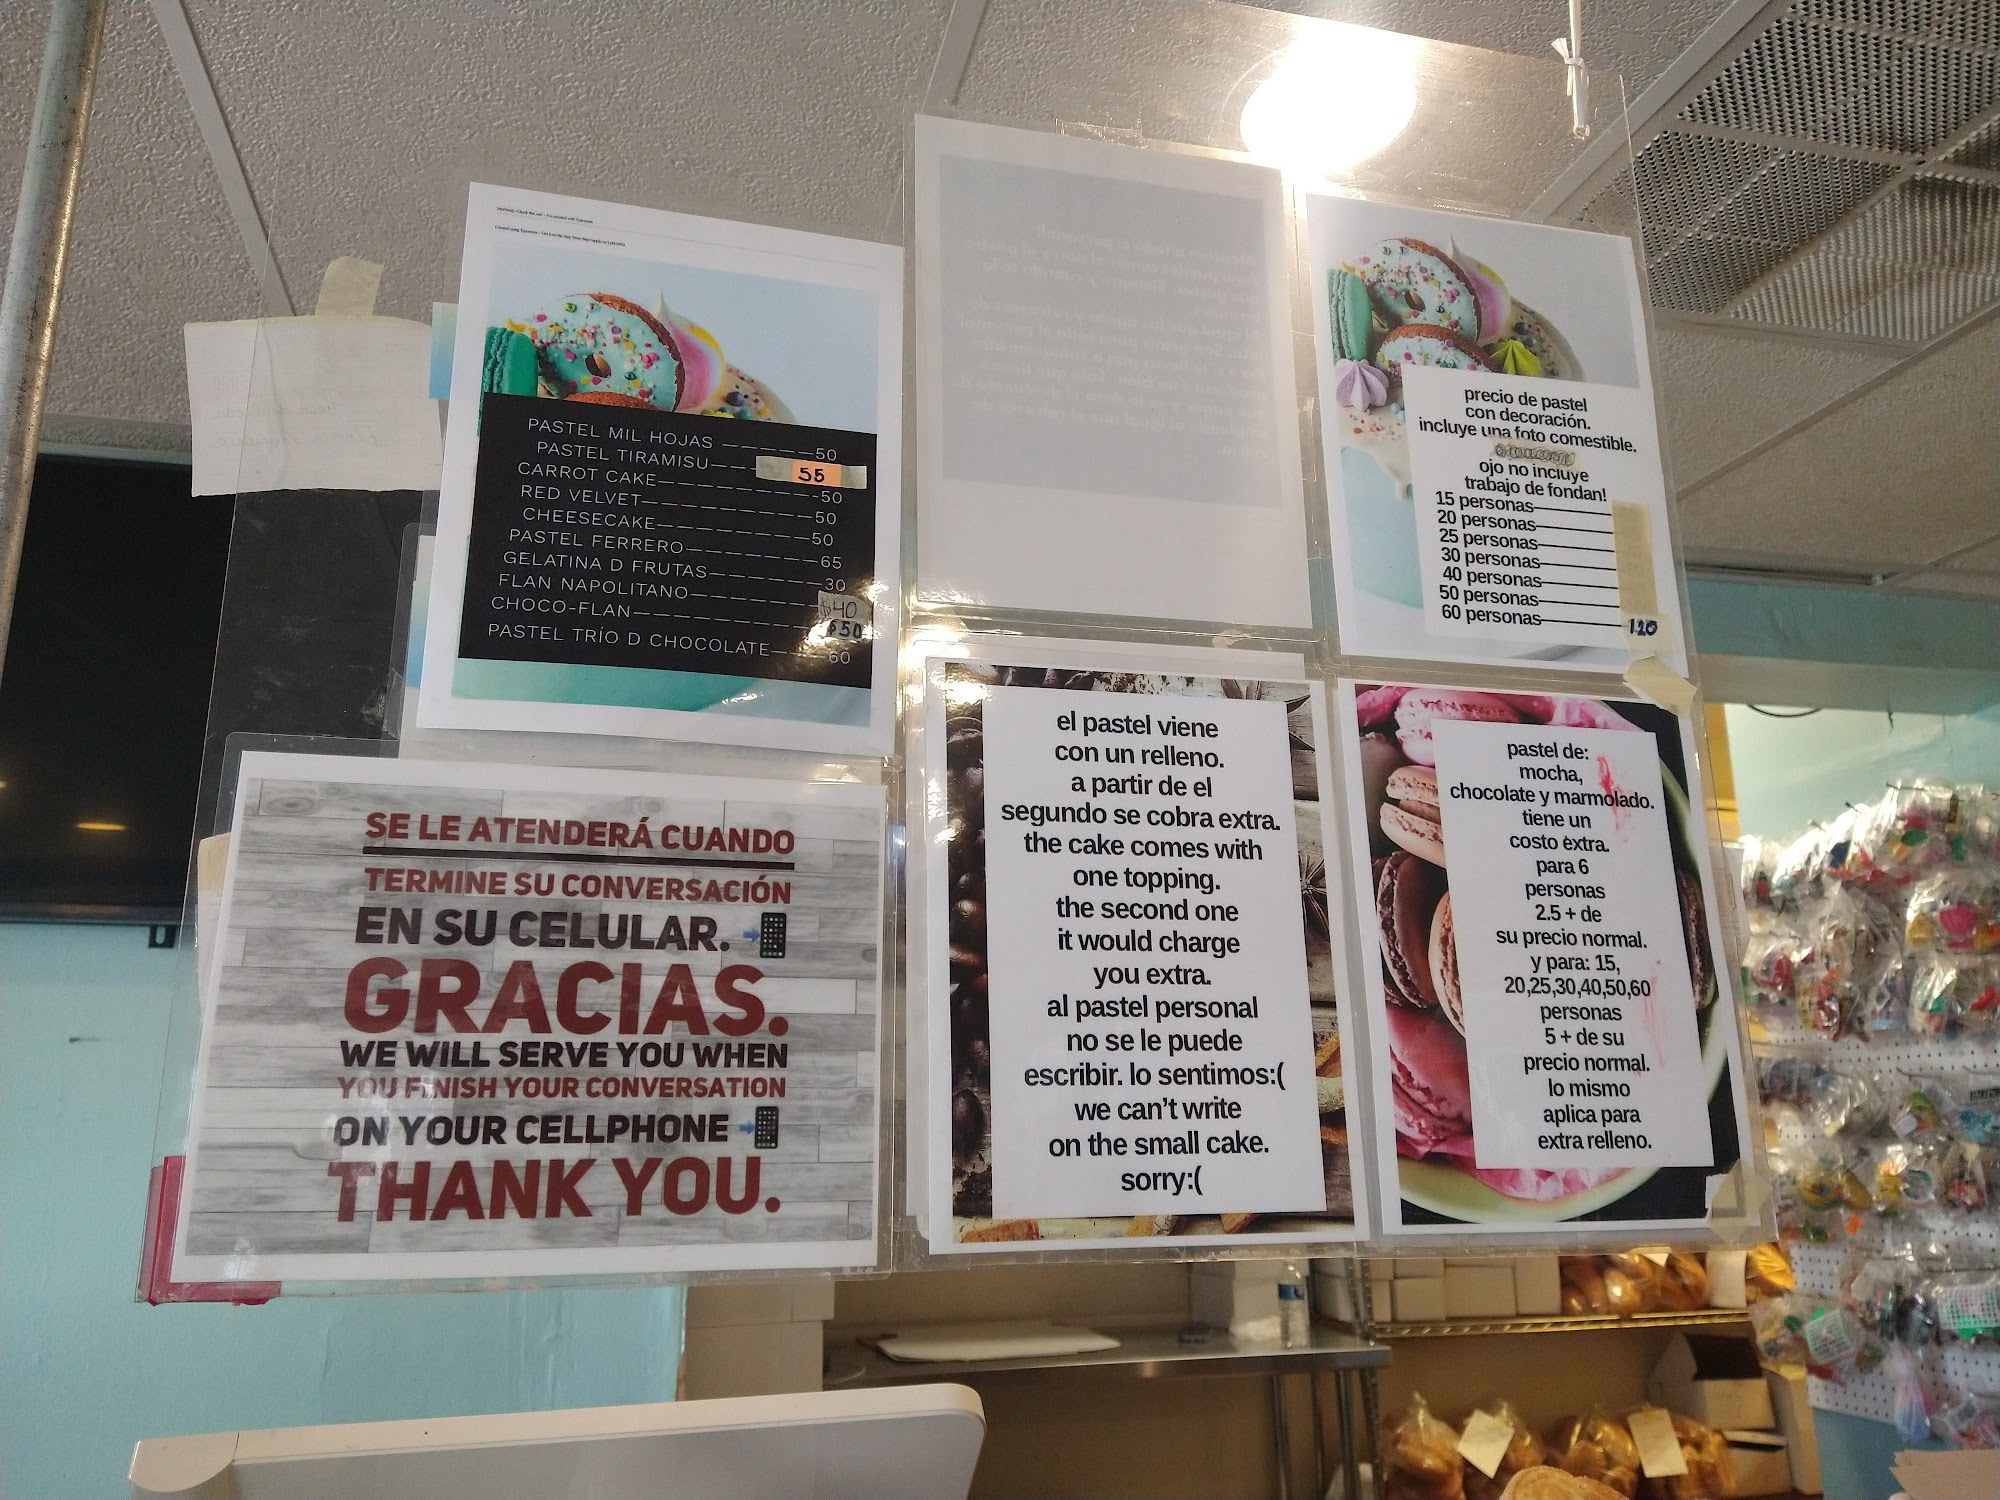 PASTEL MIL HOJAS ————50
PASTEL TIRAMISU—— 55
CARROT CAKE————————-50
RED VELVET————————50
CHEESECAKE———————50
PASTEL FERRERO——————65
GELATINA D FRUTAS—————30
FLAN NAPOLITANO—————— $40
CHOCO-FLAN———————— $50
PASTEL TRÍO D CHOCOLATE———60
precio de pastel
con decoración.
incluye una foto comestible.
ojo no incluye
trabajo de fondan!
15 personas————
20 personas————
25 personas————
30 personas————
40 personas————
50 personas————
60 personas———— 120
SE LE ATENDERÁ CUANDO
TERMINE SU CONVERSACIÓN
EN SU CELULAR.
GRACIAS.
WE WILL SERVE YOU WHEN
YOU FINISH YOUR CONVERSATION
ON YOUR CELLPHONE
THANK YOU.
el pastel viene
con un relleno.
a partir de el
segundo se cobra extra.
the cake comes with
one topping.
the second one
it would charge
you extra.
al pastel personal
no se le puede
escribir. lo sentimos:(
we can't write
on the small cake.
sorry:(
pastel de:
mocha,
chocolate y marmolado.
tiene un
costo èxtra.
para 6
personas
2.5 + de
su precio normal.
y para: 15,
20,25,30,40,50,60
personas
5 + de su
precio normal.
lo mismo
aplica para
extra relleno.